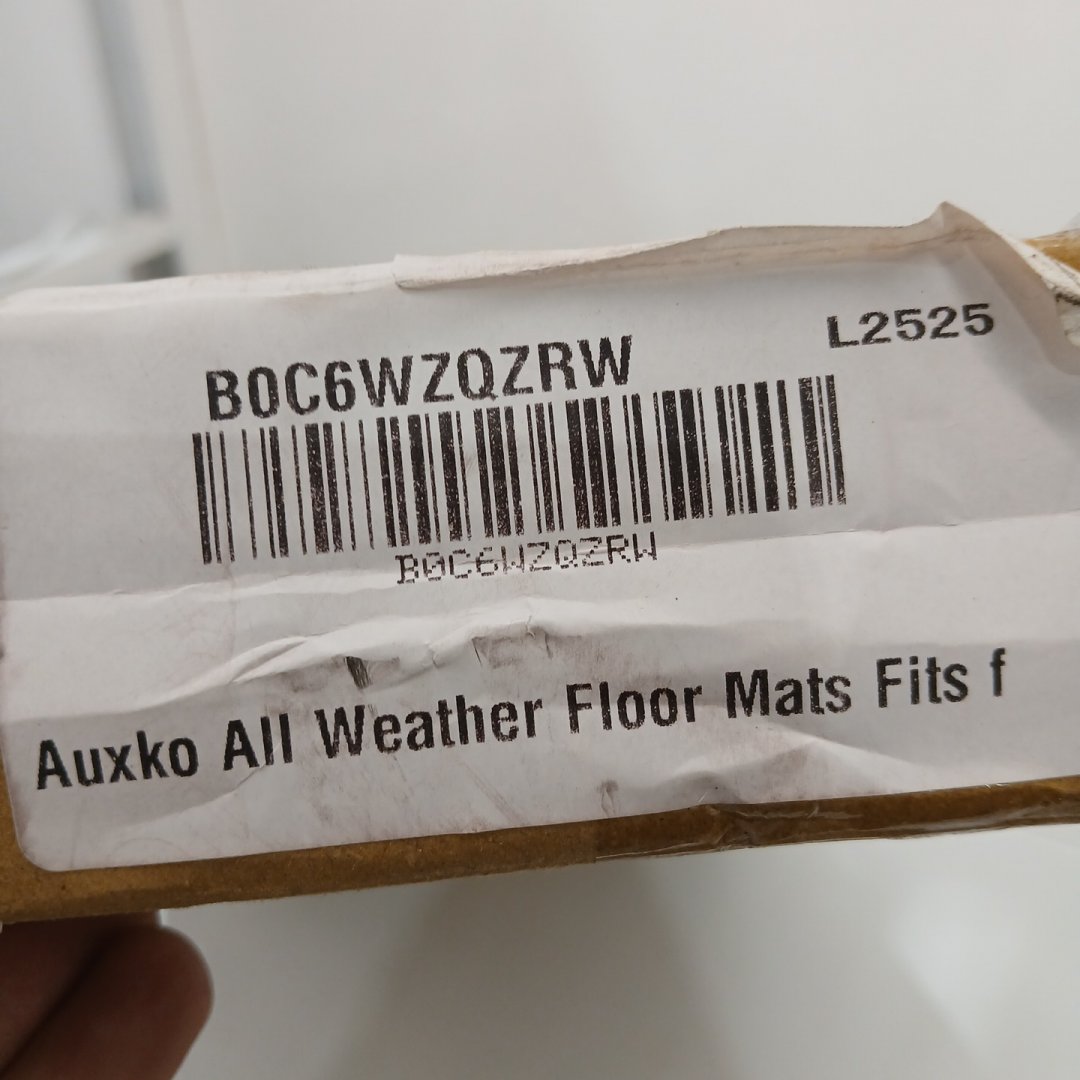 L2525
B0C6WZQZRW
B0C6WZQZRW
Auxko All Weather Floor Mats Fits f